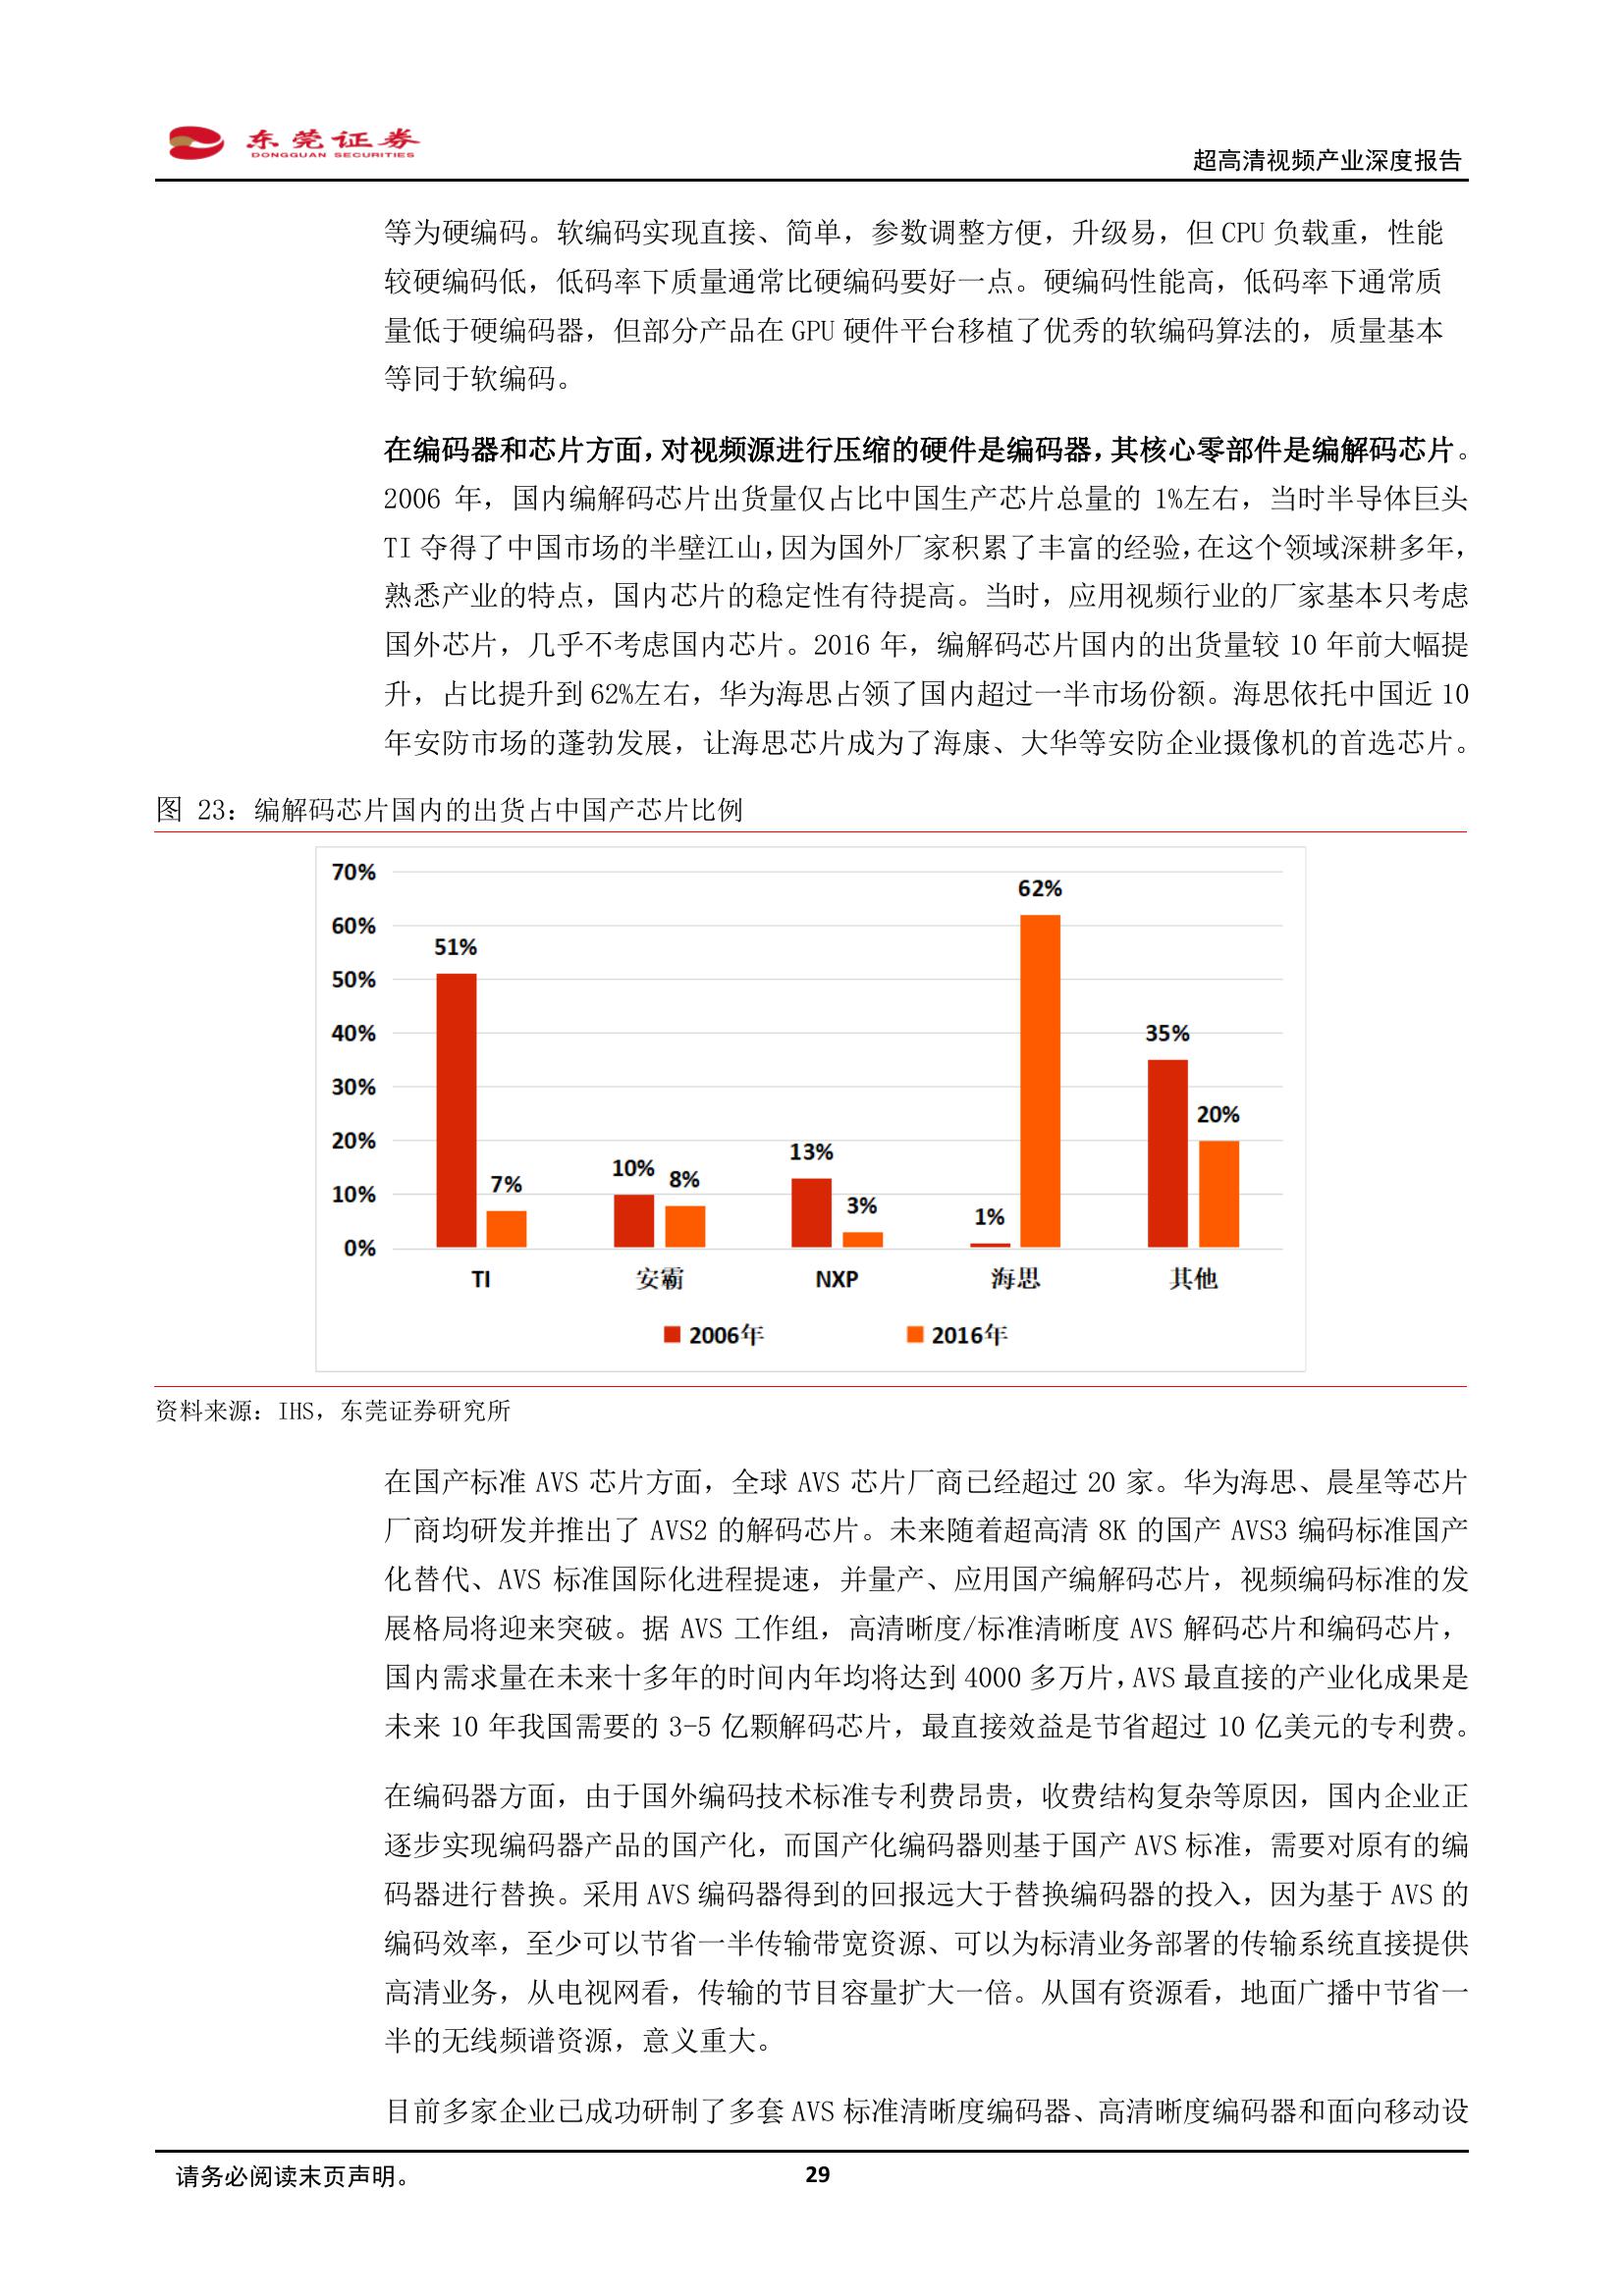 东莞证券
DONGGUAN SECURITIES
超高清视频产业深度报告
等为硬编码。软编码实现直接、简单，参数调整方便，升级易，但 CPU 负载重，性能
较硬编码低，低码率下质量通常比硬编码要好一点。硬编码性能高，低码率下通常质
量低于硬编码器，但部分产品在 GPU 硬件平台移植了优秀的软编码算法的，质量基本
等同于软编码。
在编码器和芯片方面，对视频源进行压缩的硬件是编码器，其核心零部件是编解码芯片。
2006 年，国内编解码芯片出货量仅占比中国生产芯片总量的 1%左右，当时半导体巨头
TI 夺得了中国市场的半壁江山，因为国外厂家积累了丰富的经验，在这个领域深耕多年，
熟悉产业的特点，国内芯片的稳定性有待提高。当时，应用视频行业的厂家基本只考虑
国外芯片，几乎不考虑国内芯片。2016 年，编解码芯片国内的出货量较 10 年前大幅提
升，占比提升到 62%左右，华为海思占领了国内超过一半市场份额。海思依托中国近 10
年安防市场的蓬勃发展，让海思芯片成为了海康、大华等安防企业摄像机的首选芯片。
图 23：编解码芯片国内的出货占中国产芯片比例
70%
60%
50%
40%
30%
20%
10%
0%
51%
7%
10%
8%
13%
3%
1%
62%
35%
20%
TI 安霸 NXP 海思 其他
2006年 2016年
资料来源：IHS，东莞证券研究所
在国产标准 AVS 芯片方面，全球 AVS 芯片厂商已经超过 20 家。华为海思、晨星等芯片
厂商均研发并推出了 AVS2 的解码芯片。未来随着超高清 8K 的国产 AVS3 编码标准国产
化替代、AVS 标准国际化进程提速，并量产、应用国产编解码芯片，视频编码标准的发
展格局将迎来突破。据 AVS 工作组，高清晰度/标准清晰度 AVS 解码芯片和编码芯片，
国内需求量在未来十多年的时间内年均将达到 4000 多万片，AVS 最直接的产业化成果是
未来 10 年我国需要的 3-5 亿颗解码芯片，最直接效益是节省超过 10 亿美元的专利费。
在编码器方面，由于国外编码技术标准专利费昂贵，收费结构复杂等原因，国内企业正
逐步实现编码器产品的国产化，而国产化编码器则基于国产 AVS 标准，需要对原有的编
码器进行替换。采用 AVS 编码器得到的回报远大于替换编码器的投入，因为基于 AVS 的
编码效率，至少可以节省一半传输带宽资源、可以为标清业务部署的传输系统直接提供
高清业务，从电视网看，传输的节目容量扩大一倍。从国有资源看，地面广播中节省一
半的无线频谱资源，意义重大。
目前多家企业已成功研制了多套 AVS 标准清晰度编码器、高清晰度编码器和面向移动设
请务必阅读末页声明。
29